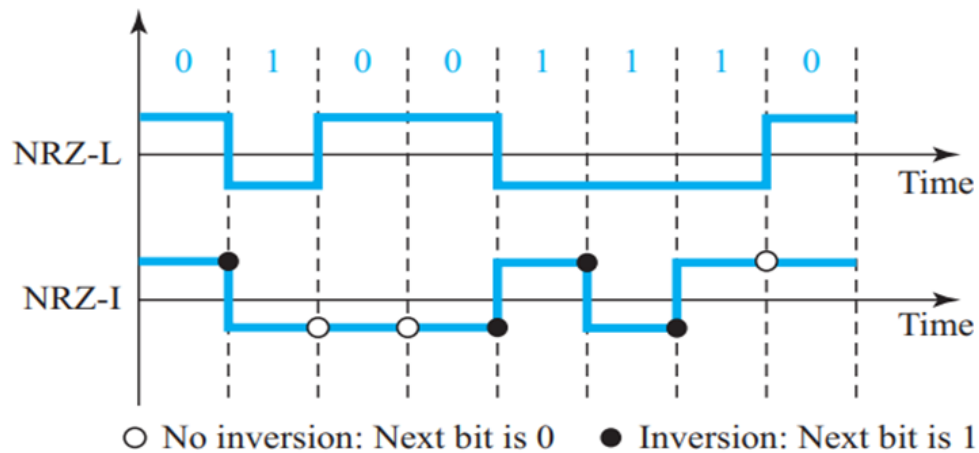 0 1 0 0 1 1 1 0
NRZ-L
Time
NRZ-I
Time
No inversion: Next bit is 0
Inversion: Next bit is 1